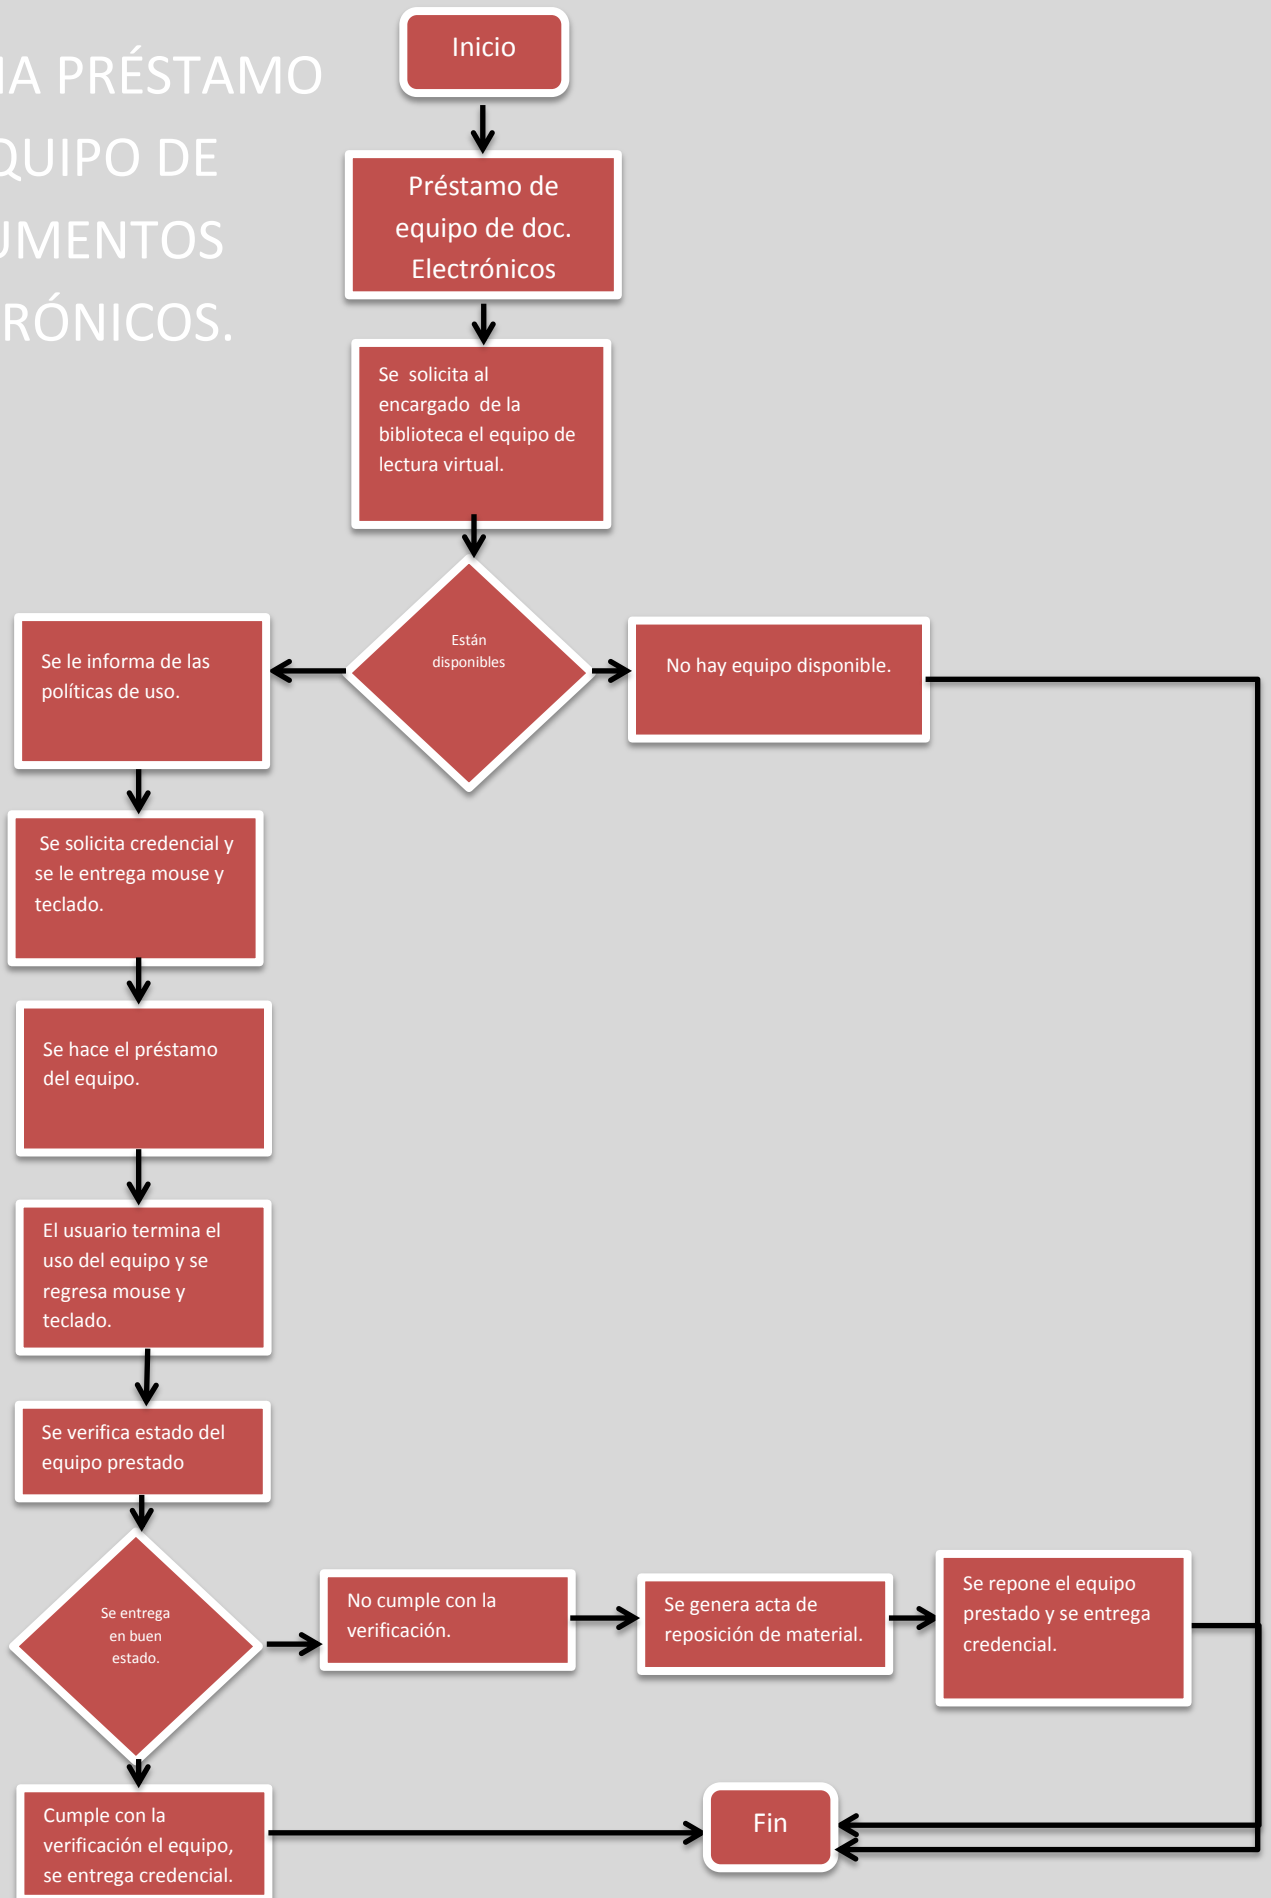 PRÉSTAMO
DE
RÓNICOS.
Inicio
Préstamo de
equipo de doc.
Electrónicos
Se solicita al
encargado de la
biblioteca el equipo de
lectura virtual.
Están
disponibles
Se le informa de las
políticas de uso.
No hay equipo disponible.
Se solicita credencial y
se le entrega mouse y
teclado.
Se hace el préstamo
del equipo.
El usuario termina el
uso del equipo y se
regresa mouse y
teclado.
Se verifica estado del
equipo prestado
Se entrega
en buen
estado.
No cumple con la
verificación.
Se genera acta de
reposición de material.
Se repone el equipo
prestado y se entrega
credencial.
Cumple con la
verificación el equipo,
se entrega credencial.
Fin